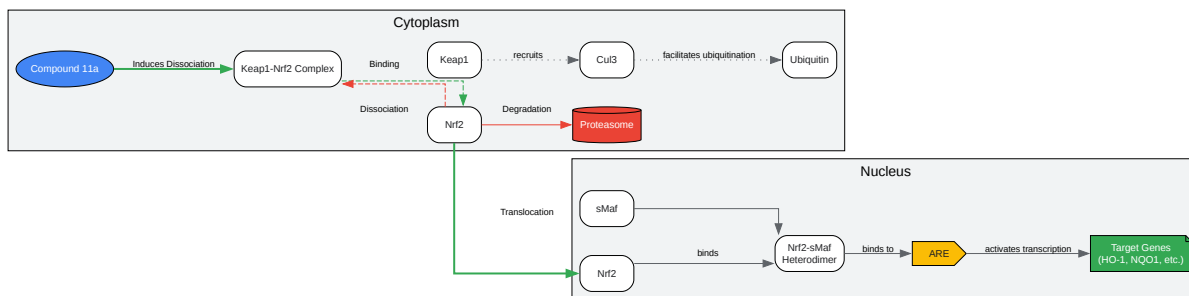 Cytoplasm
Compound 11a
Induces Dissociation
Keap1-Nrf2 Complex
Binding
Keap1
recruits
Cul3
facilitates ubiquitination
Ubiquitin
Dissociation
Nrf2
Degradation
Proteasome
Translocation
Nucleus
sMaf
Nrf2
binds
Nrf2-sMaf
Heterodimer
binds to
ARE
activates transcription
Target Genes
(HO-1, NQO1, etc.)